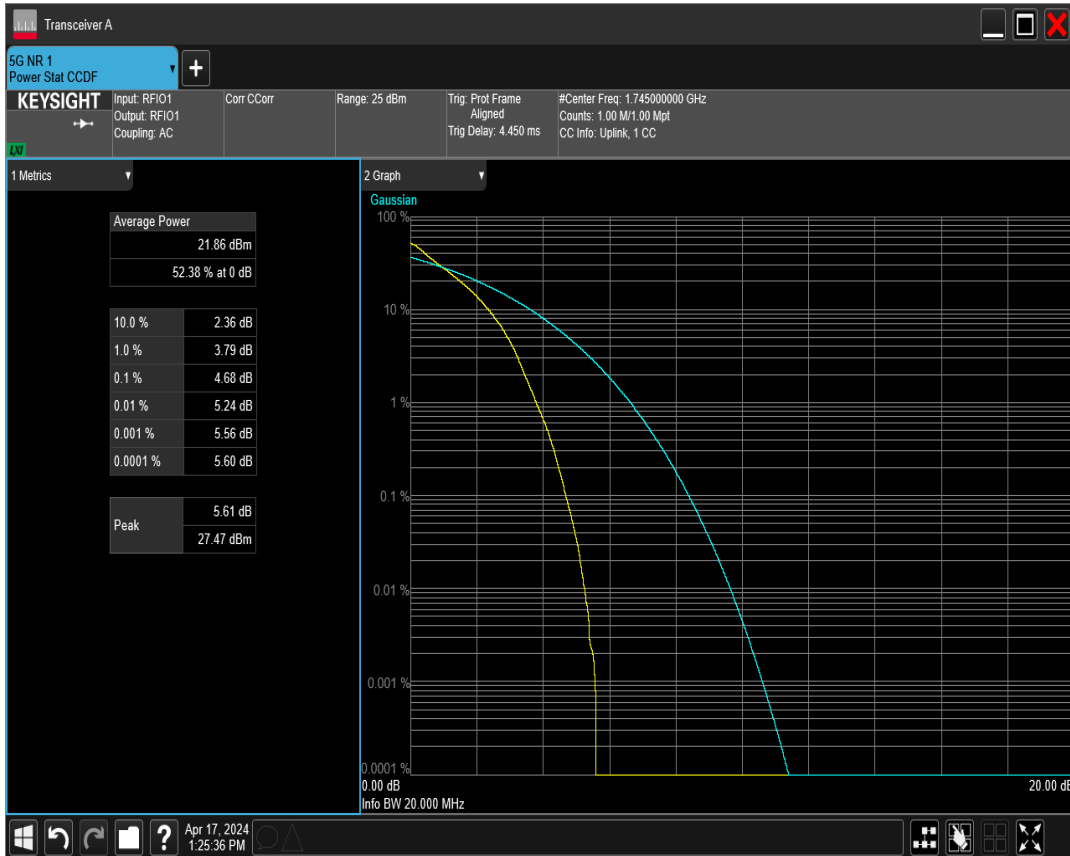 Transceiver A
5G NR 1
Power Stat CCDF
KEYSIGHT
LXI
Input: RFIO1
Output: RFIO1
Coupling: AC
Corr CCorr
Range: 25 dBm
Trig: Prot Frame
Aligned
Trig Delay: 4.450 ms
#Center Freq: 1.745000000 GHz
Counts: 1.00 M/1.00 Mpt
CC Info: Uplink, 1 CC
1 Metrics
Average Power
21.86 dBm
52.38 % at 0 dB
10.0 % 2.36 dB
1.0 % 3.79 dB
0.1 % 4.68 dB
0.01 % 5.24 dB
0.001 % 5.56 dB
0.0001 % 5.60 dB
Peak
5.61 dB
27.47 dBm
2 Graph
Gaussian
100 %
10 %
1 %
0.1 %
0.01 %
0.001 %
0.0001 %
0.00 dB
20.00 dB
Info BW 20.000 MHz
?
Apr 17, 2024
1:25:36 PM